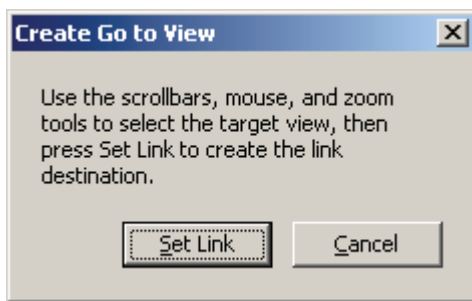 Create Go to View
Use the scrollbars, mouse, and zoom
tools to select the target view, then
press Set Link to create the link
destination.
Set Link Cancel